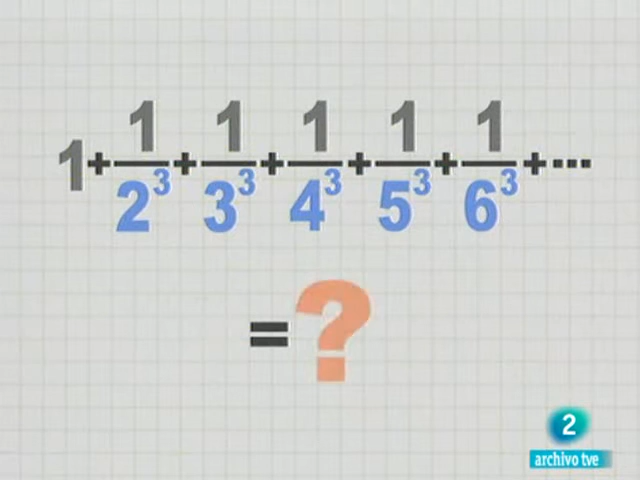 1 + 1/2³ + 1/3³ + 1/4³ + 1/5³ + 1/6³ + ...
= ?
2
archivo tve